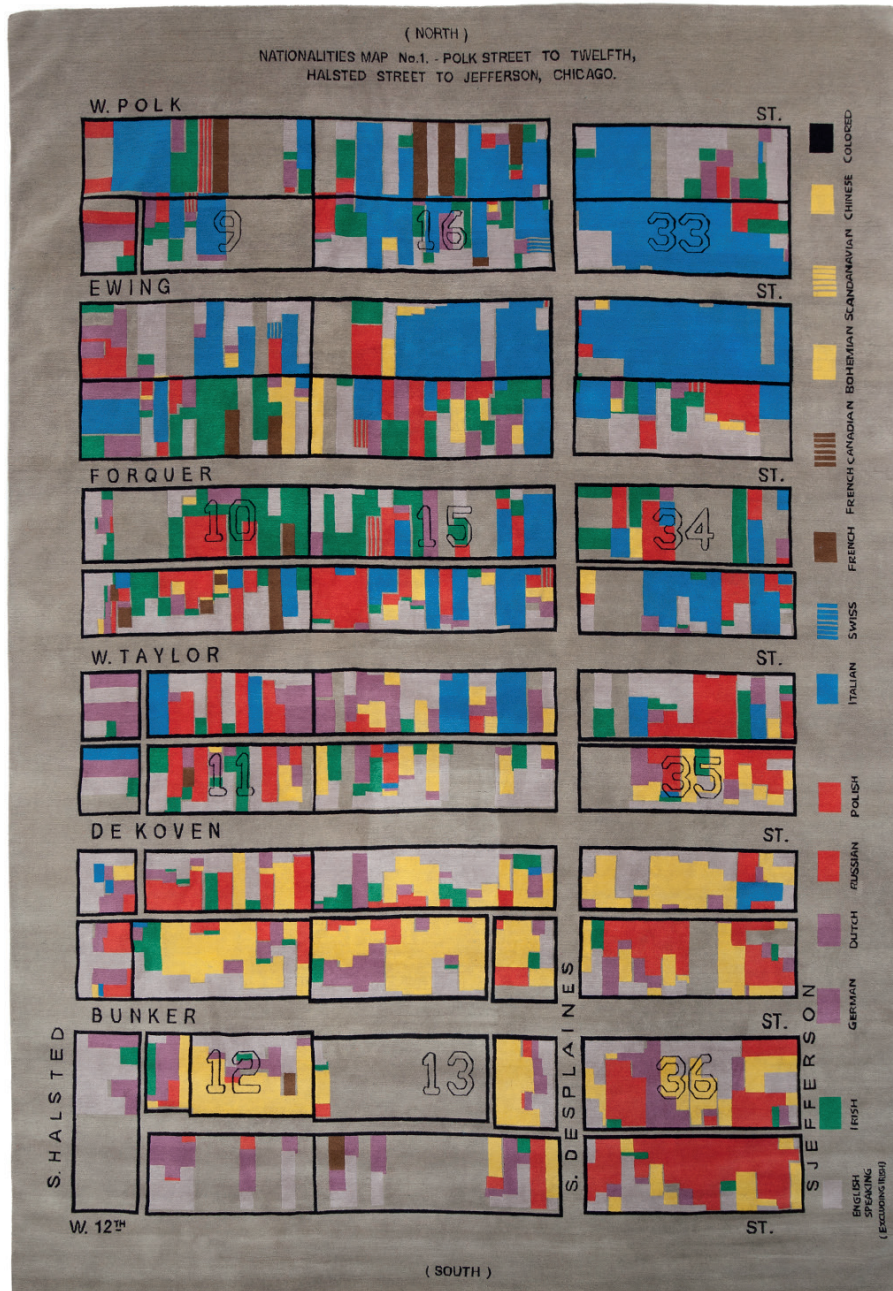 ( NORTH )
NATIONALITIES MAP No.1. - POLK STREET TO TWELFTH,
HALSTED STREET TO JEFFERSON, CHICAGO.
W. POLK ST.
9 16 33
EWING ST.
FORQUER ST.
10 15 34
W. TAYLOR ST.
11 35
DE KOVEN ST.
BUNKER ST.
12 13 36
W. 12TH ST.
S. HALSTED
S. DESPLAINES
S JEFFERSON
COLORED
CHINESE
SCANDANAVIAN
BOHEMIAN
FRENCH CANADIAN
FRENCH
SWISS
ITALIAN
POLISH
RUSSIAN
DUTCH
GERMAN
IRISH
ENGLISH
SPEAKING
(EXCLUDING IRISH)
( SOUTH )